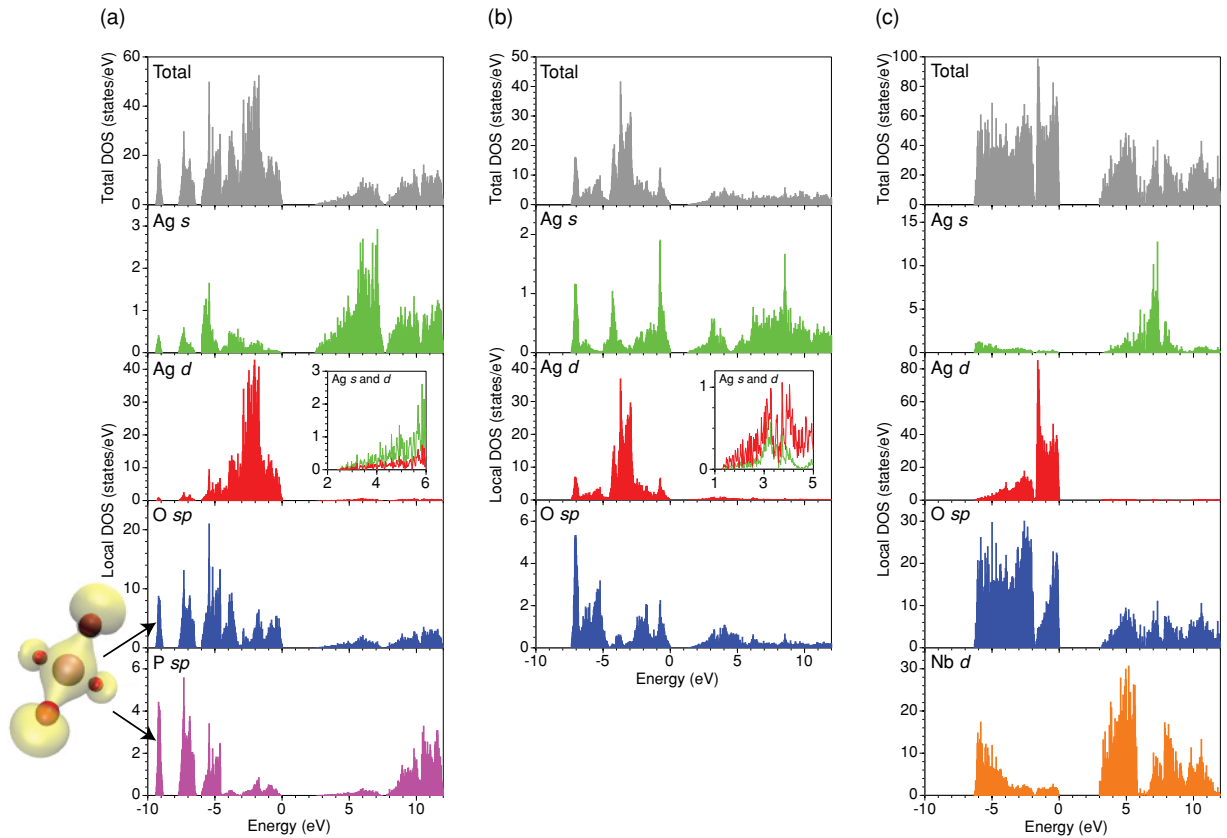 (a)
(b)
(c)
60
40
20
0
Total DOS (states/eV)
Total
3
2
1
0
Ag s
40
30
20
10
0
Ag d
3
2
1
0
Ag s and d
2 4 6
Local DOS (states/eV)
20
10
0
O sp
6
4
2
0
P sp
-10 -5 0 5 10
Energy (eV)
50
40
30
20
10
0
Total DOS (states/eV)
Total
2
1
0
Ag s
40
30
20
10
0
Ag d
1
0
Ag s and d
1 3 5
Local DOS (states/eV)
6
4
2
0
O sp
-10 -5 0 5 10
Energy (eV)
100
80
60
40
20
0
Total DOS (states/eV)
Total
15
10
5
0
Ag s
80
60
40
20
0
Ag d
Local DOS (states/eV)
30
20
10
0
O sp
30
20
10
0
Nb d
-10 -5 0 5 10
Energy (eV)